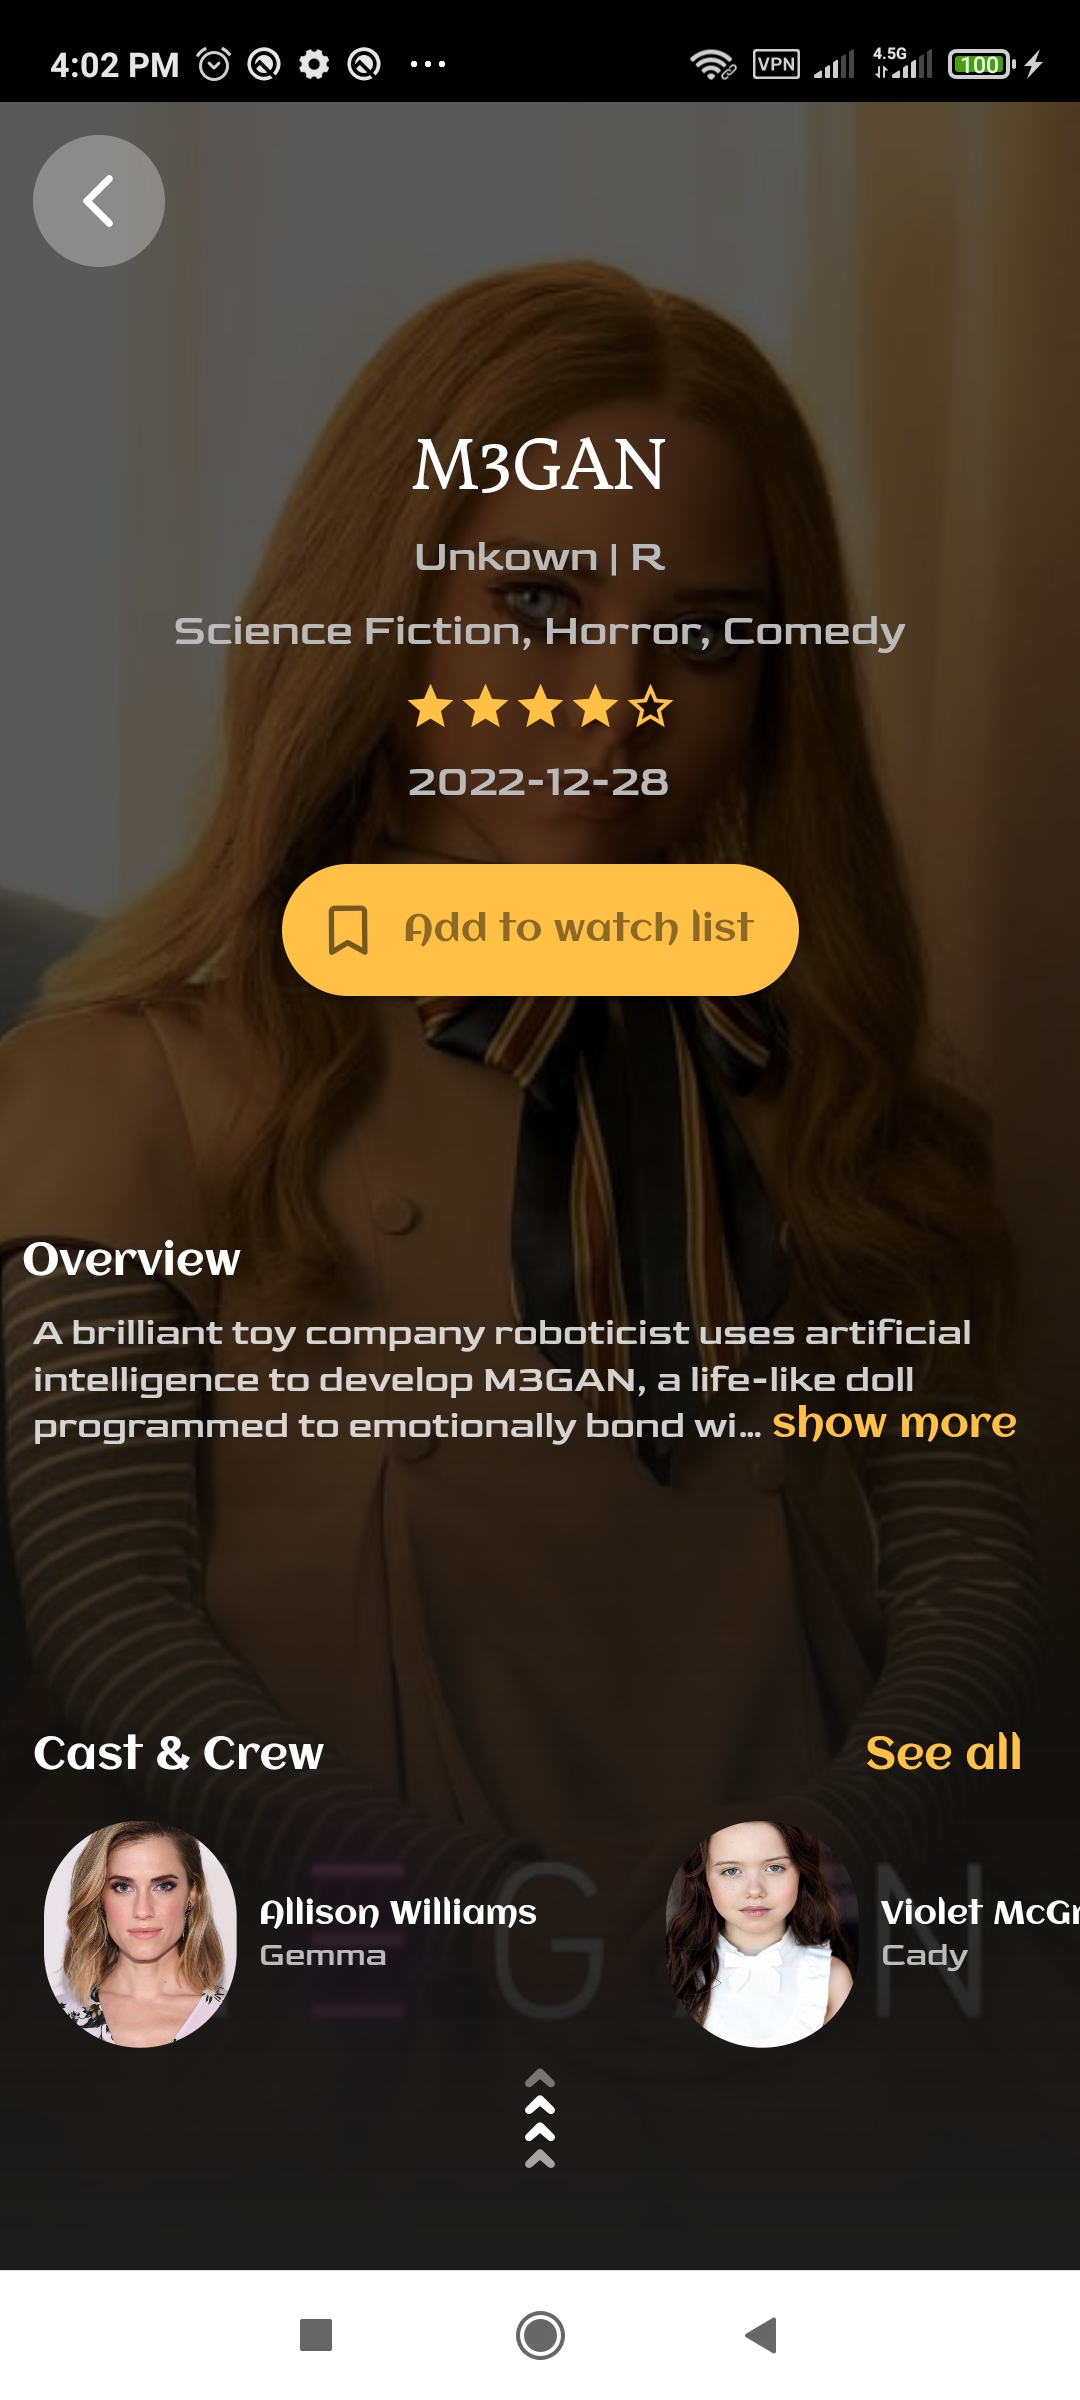 4:02 PM
VPN
4.5G
100
M3GAN
Unkown | R
Science Fiction, Horror, Comedy
2022-12-28
Add to watch list
Overview
A brilliant toy company roboticist uses artificial
intelligence to develop M3GAN, a life-like doll
programmed to emotionally bond wi... show more
Cast & Crew See all
Allison Williams
Gemma
Violet McGr
Cady
G
N